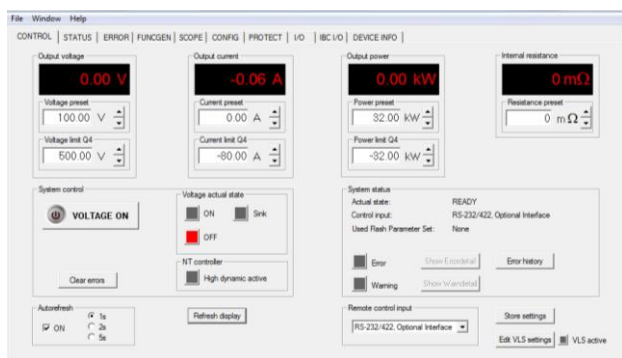 File Window Help
CONTROL STATUS ERROR FUNCGEN SCOPE CONFIG PROTECT I/O IBC I/O DEVICE INFO
Output voltage
0.00 V
Voltage preset
100.00 V
Voltage limit Q4
500.00 V
Output current
-0.06 A
Current preset
0.00 A
Current limit Q4
-80.00 A
Output power
0.00 kW
Power preset
32.00 kW
Power limit Q4
-32.00 kW
Internal resistance
0 mΩ
Resistance preset
0 mΩ
System control
VOLTAGE ON
Clear errors
Voltage actual state
ON Sink
OFF
NT controller
High dynamic active
System status
Actual state: READY
Control input: RS-232/422, Optional Interface
Used Flash Parameter Set: None
Error Show Errordetail Error history
Warning Show Warndetail
Autorefresh
ON
1s
2s
5s
Refresh display
Remote control input
RS-232/422, Optional Interface
Store settings
Edit VLS settings VLS active